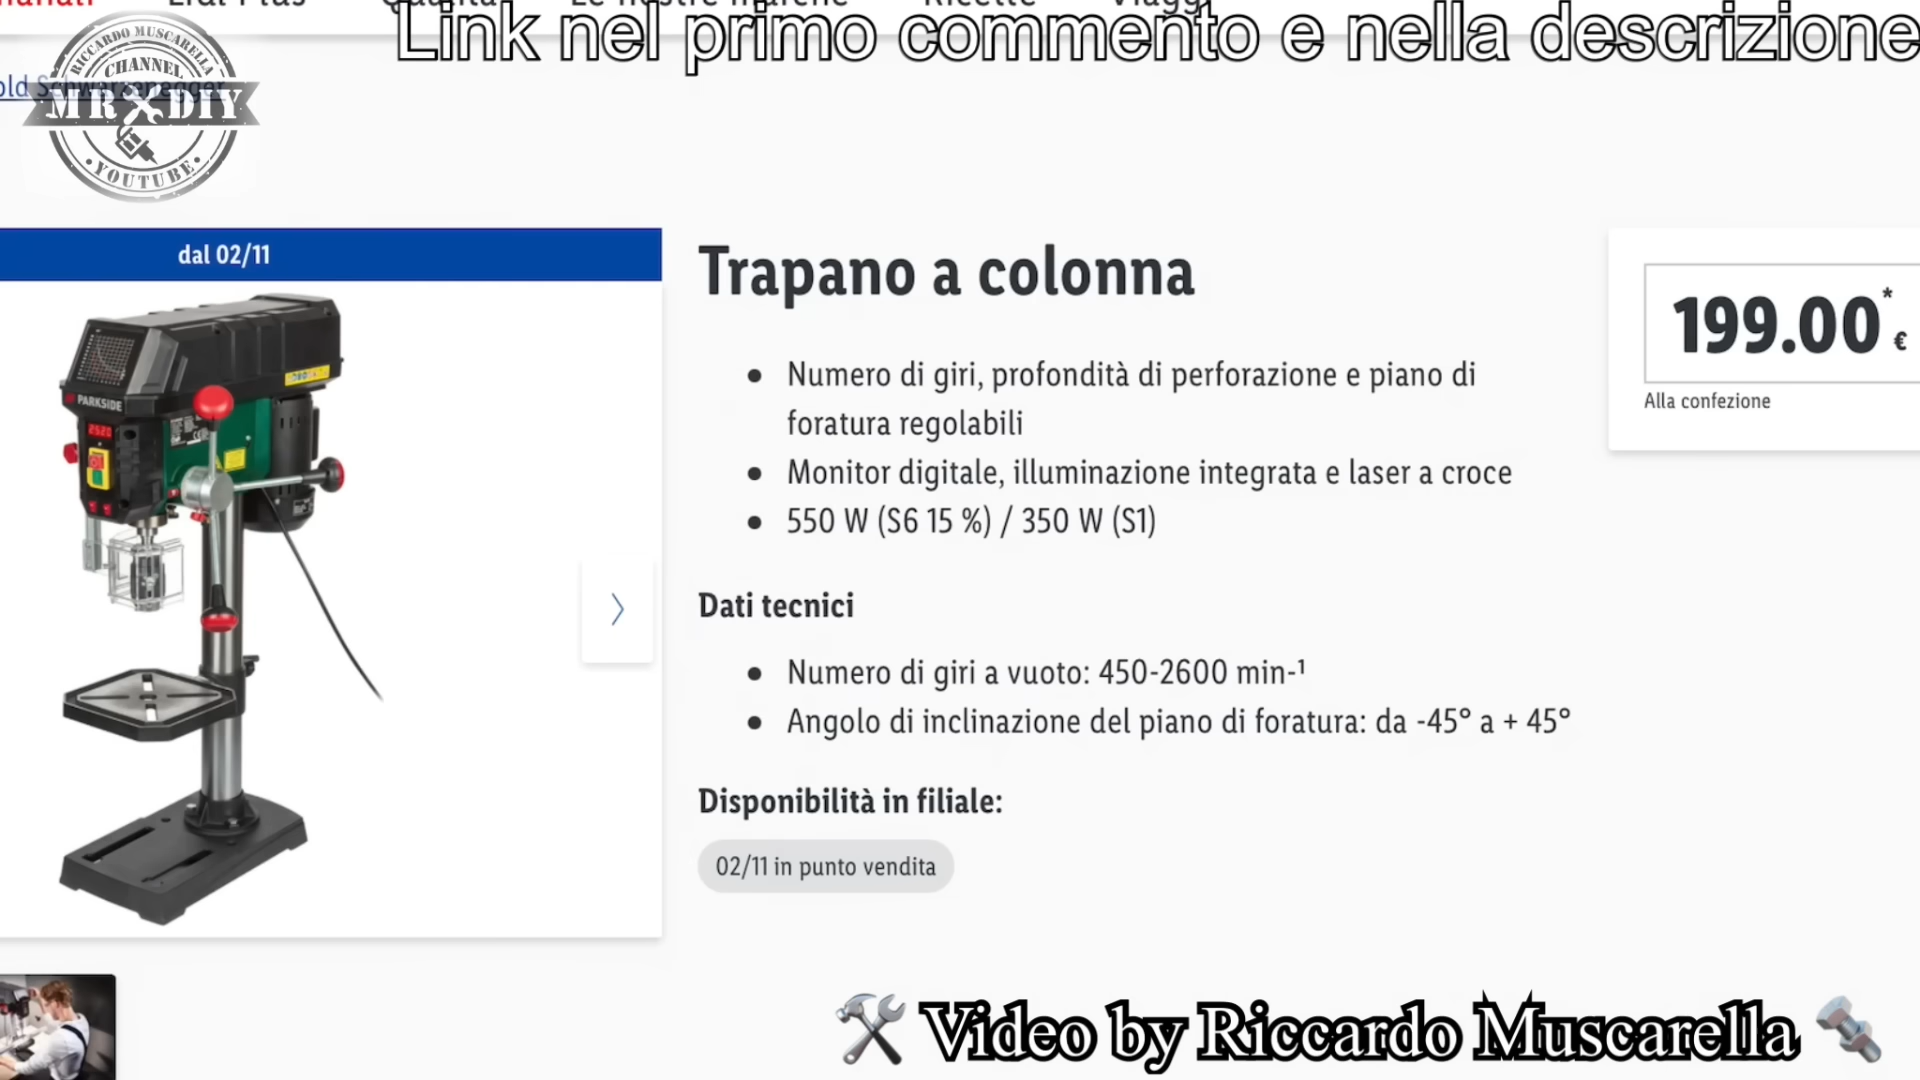 Link nel primo commento e nella descrizione
RICCARDO MUSCARELLA
CHANNEL
MR DIY
YOUTUBE
old Schwarzenegger
dal 02/11
PARKSIDE
2520
Trapano a colonna
199.00*
€
Alla confezione
• Numero di giri, profondità di perforazione e piano di
foratura regolabili
• Monitor digitale, illuminazione integrata e laser a croce
• 550 W (S6 15 %) / 350 W (S1)
Dati tecnici
• Numero di giri a vuoto: 450-2600 min-¹
• Angolo di inclinazione del piano di foratura: da -45° a + 45°
Disponibilità in filiale:
02/11 in punto vendita
Video by Riccardo Muscarella